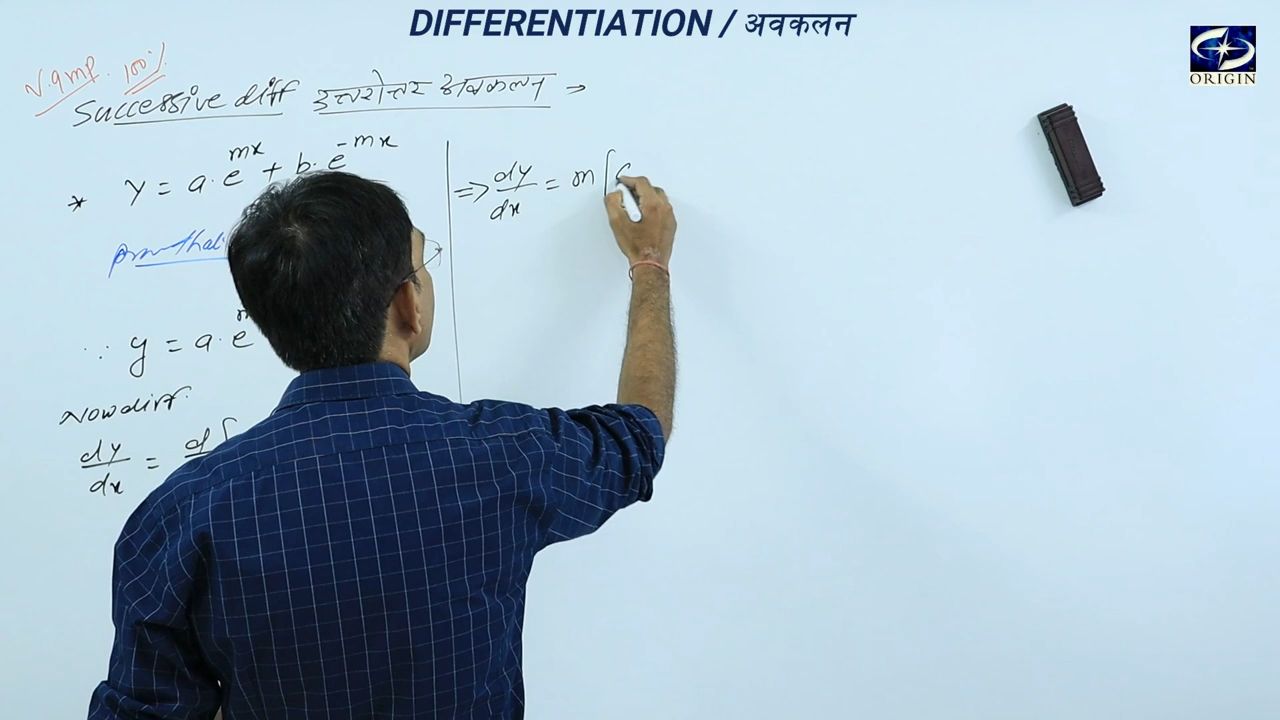 DIFFERENTIATION / अवकलन
ORIGIN
V. Imp. 100%
Successive diff उत्तरोत्तर अवकलन →
* y = a·e^mx + b·e^-mx
∵ y = a·e
Now diff.
dy/dx = d
⇒ dy/dx = m [